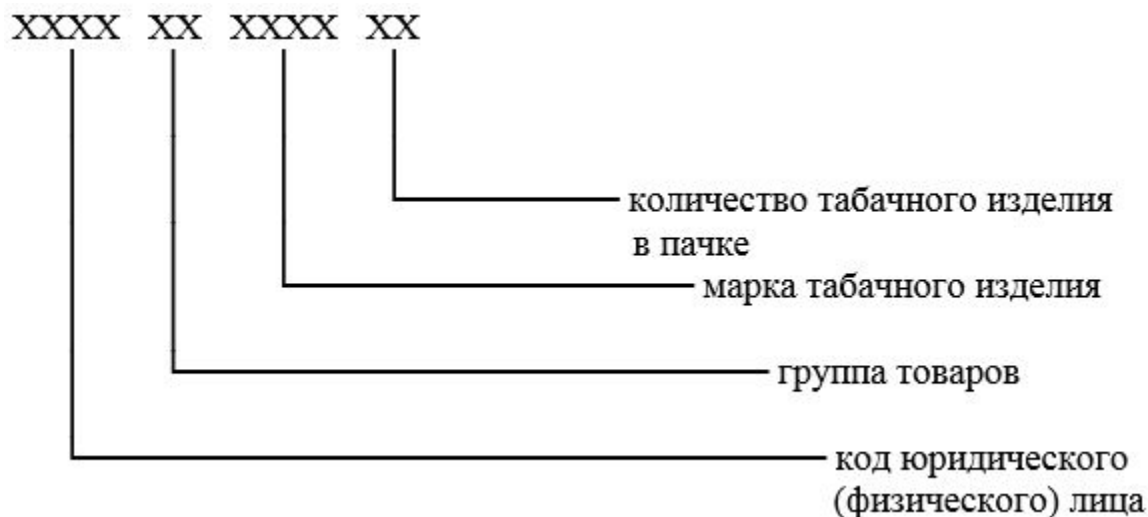 XXXX XX XXXX XX
количество табачного изделия
в пачке
марка табачного изделия
группа товаров
код юридического
(физического) лица